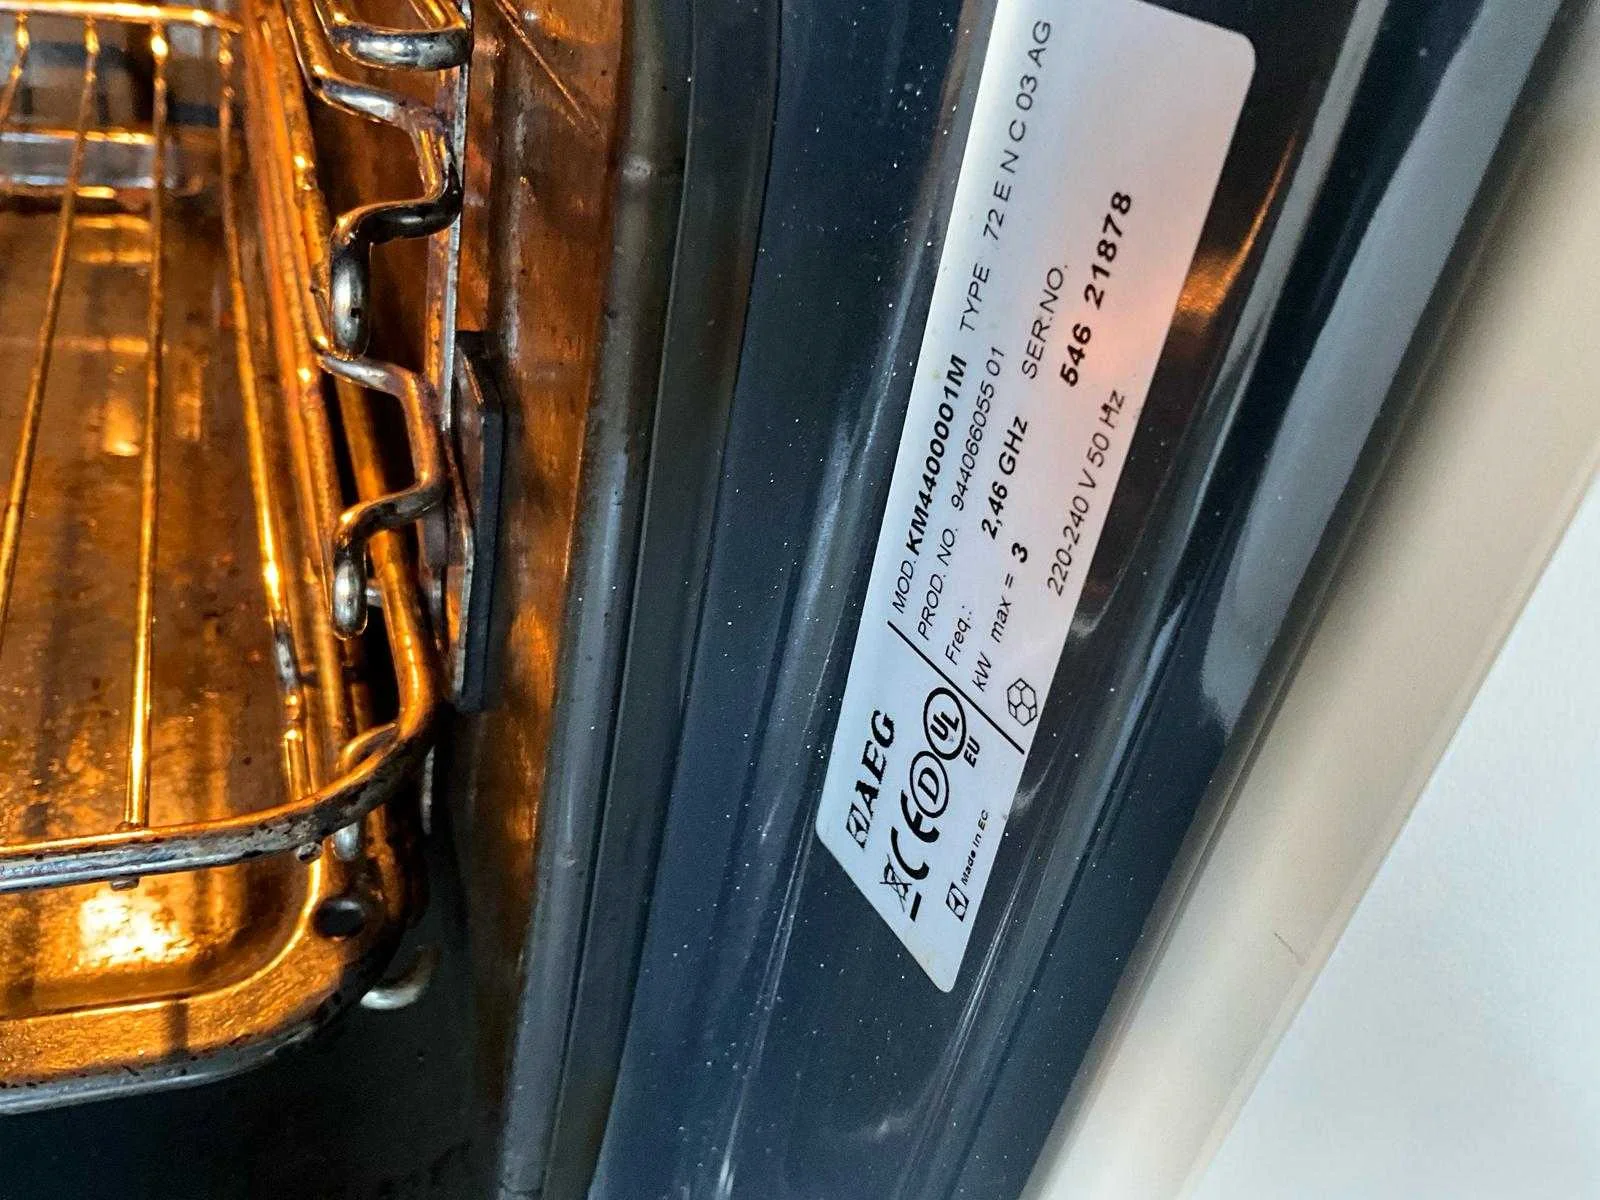 AEG
CE D UL
EU
Made in EC
MOD. KM4400001M TYPE 72 E N C 03 AG
PROD. NO. 944066055 01
Freq.: 2,46 GHz SER.NO.
kW max = 3 546 21878
220-240 V 50 Hz